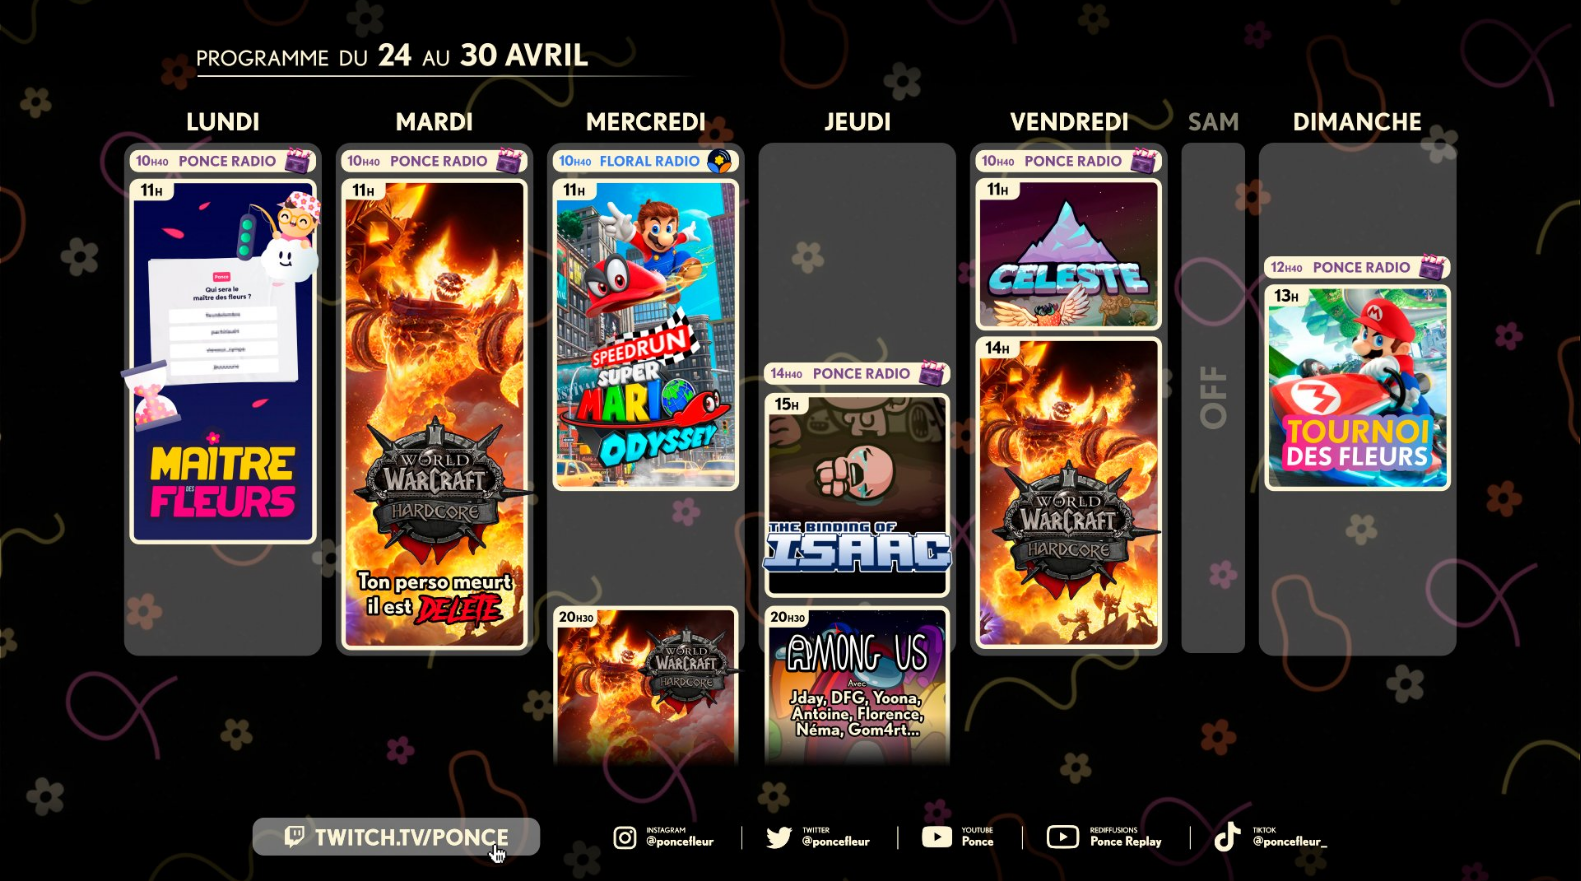 PROGRAMME DU 24 AU 30 AVRIL
LUNDI
10H40 PONCE RADIO
11H
Ponce
Qui sera le
maître des fleurs ?
MAÎTRE
DES
FLEURS
MARDI
10H40 PONCE RADIO
11H
WORLD
WARCRAFT
HARDCORE
Ton perso meurt
il est DELETE
MERCREDI
10H40 FLORAL RADIO
11H
SPEEDRUN
SUPER
MARIO
ODYSSEY
20H30
WORLD
WARCRAFT
HARDCORE
JEUDI
14H40 PONCE RADIO
15H
THE BINDING OF
ISAAC
20H30
AMONG US
Avec
Jday, DFG, Yoona,
Antoine, Florence,
Néma, Gom4rt...
VENDREDI
10H40 PONCE RADIO
11H
CELESTE
14H
WORLD
WARCRAFT
HARDCORE
SAM
OFF
DIMANCHE
12H40 PONCE RADIO
13H
M
TOURNOI
DES FLEURS
TWITCH.TV/PONCE
INSTAGRAM
@poncefleur
TWITTER
@poncefleur
YOUTUBE
Ponce
REDIFFUSIONS
Ponce Replay
TIKTOK
@poncefleur_